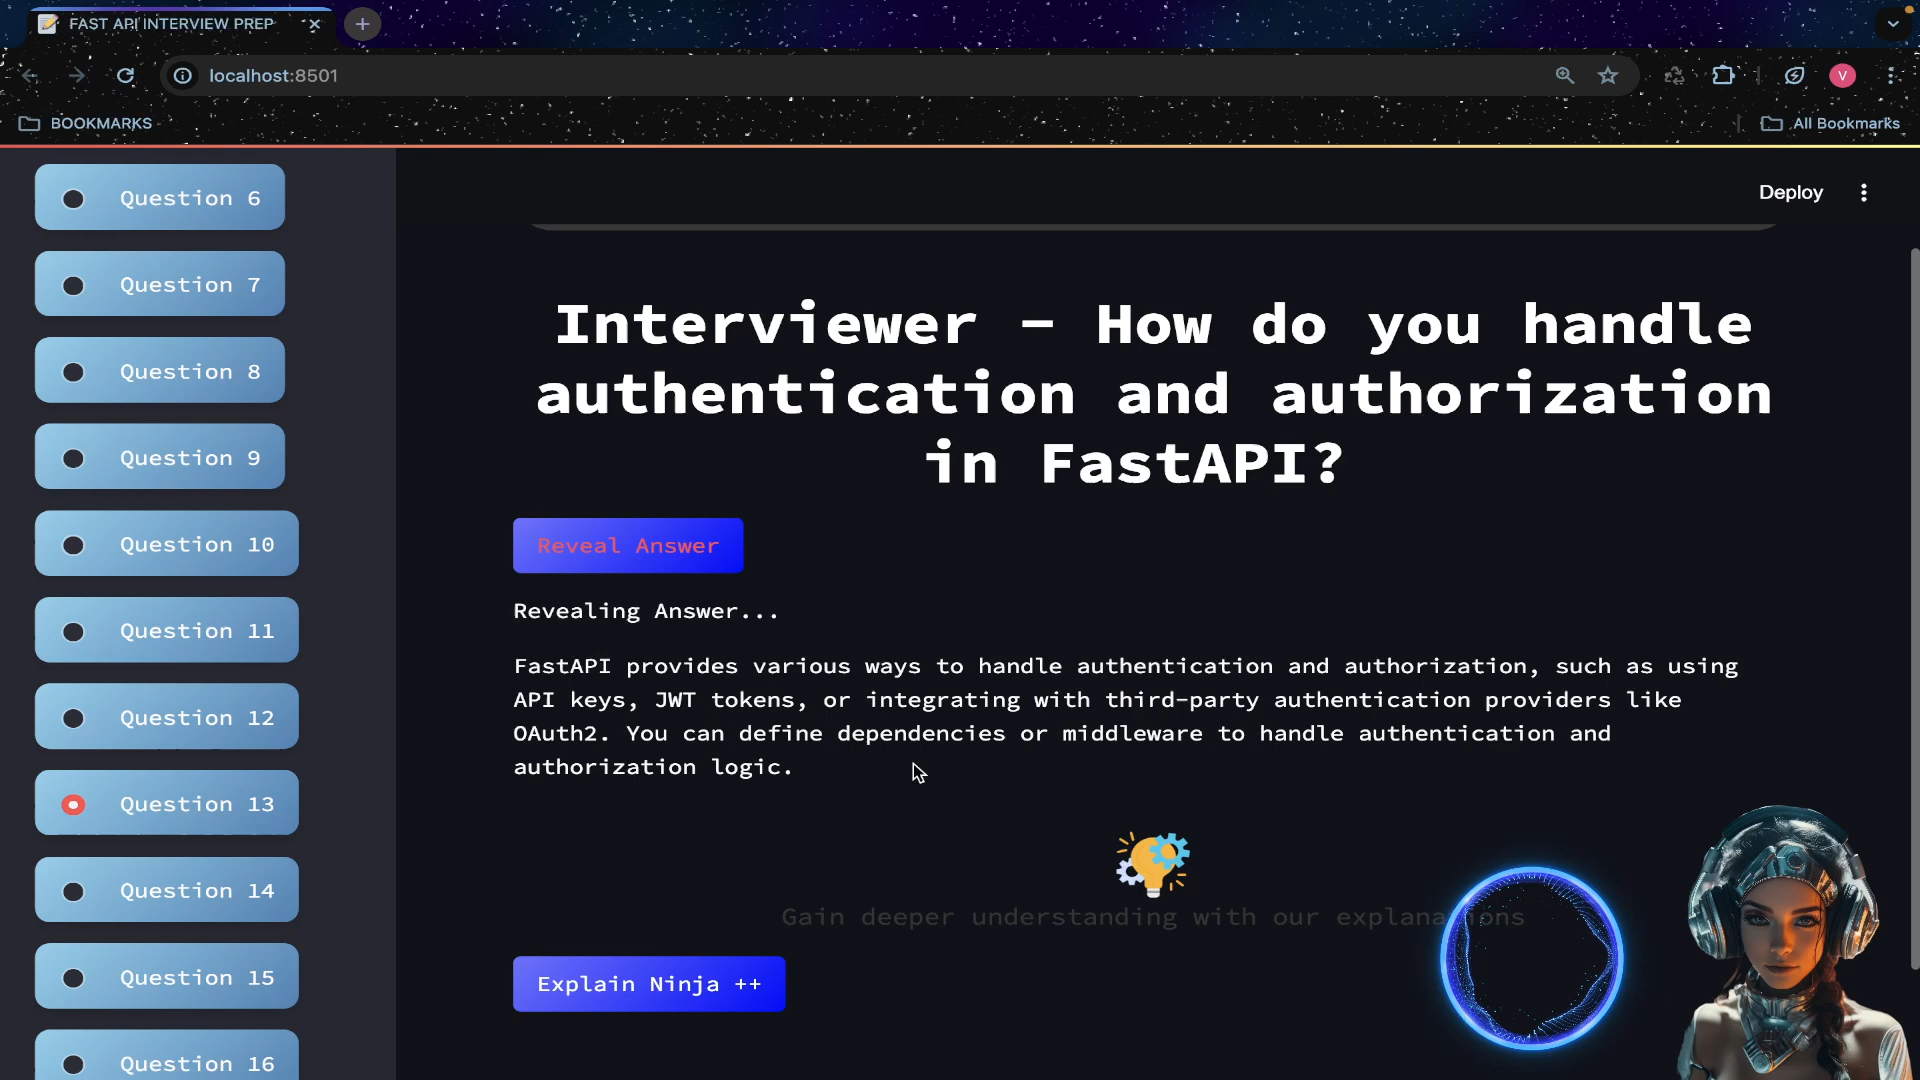 FAST API INTERVIEW PREP
localhost:8501
V
BOOKMARKS
All Bookmarks
Deploy
Question 6
Question 7
Question 8
Question 9
Question 10
Question 11
Question 12
Question 13
Question 14
Question 15
Question 16
Interviewer - How do you handle
authentication and authorization
in FastAPI?
Reveal Answer
Revealing Answer...
FastAPI provides various ways to handle authentication and authorization, such as using
API keys, JWT tokens, or integrating with third-party authentication providers like
OAuth2. You can define dependencies or middleware to handle authentication and
authorization logic.
Gain deeper understanding with our explanations
Explain Ninja ++